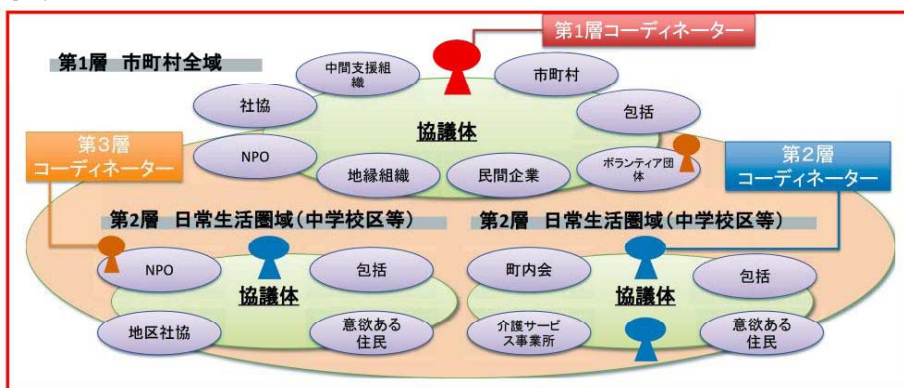 第1層コーディネーター
第1層 市町村全域
中間支援組
織
市町村
社協
包括
協議体
第3層
コーディネーター
NPO
地縁組織
民間企業
ボランティア団
体
第2層
コーディネーター
第2層 日常生活圏域(中学校区等)
第2層 日常生活圏域(中学校区等)
NPO
包括
協議体
地区社協
意欲ある
住民
町内会
包括
協議体
介護サービ
ス事業所
意欲ある
住民